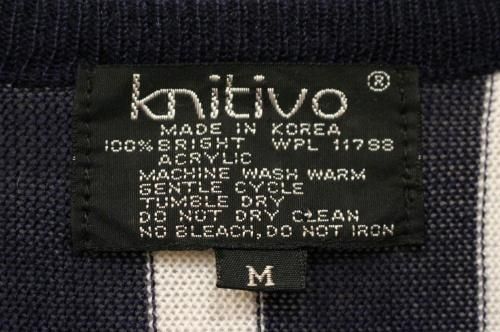 knitivo ®
MADE IN KOREA
100% BRIGHT WPL 11798
ACRYLIC
MACHINE WASH WARM
GENTLE CYCLE
TUMBLE DRY
DO NOT DRY CLEAN
NO BLEACH, DO NOT IRON
M